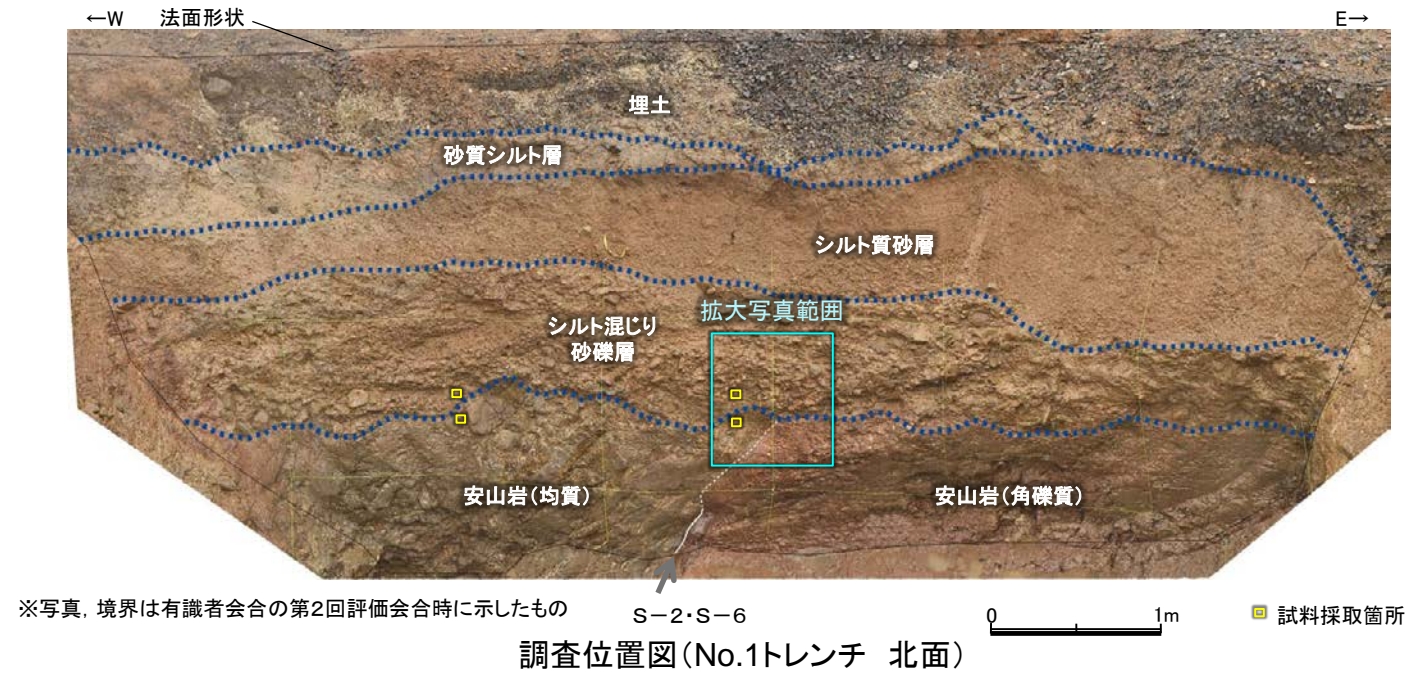 ←W 法面形状 E→
埋土
砂質シルト層
シルト質砂層
拡大写真範囲
シルト混じり
砂礫層
安山岩(均質) 安山岩(角礫質)
※写真，境界は有識者会合の第2回評価会合時に示したもの S－2・S－6 0 1m 試料採取箇所
調査位置図(No.1トレンチ 北面)